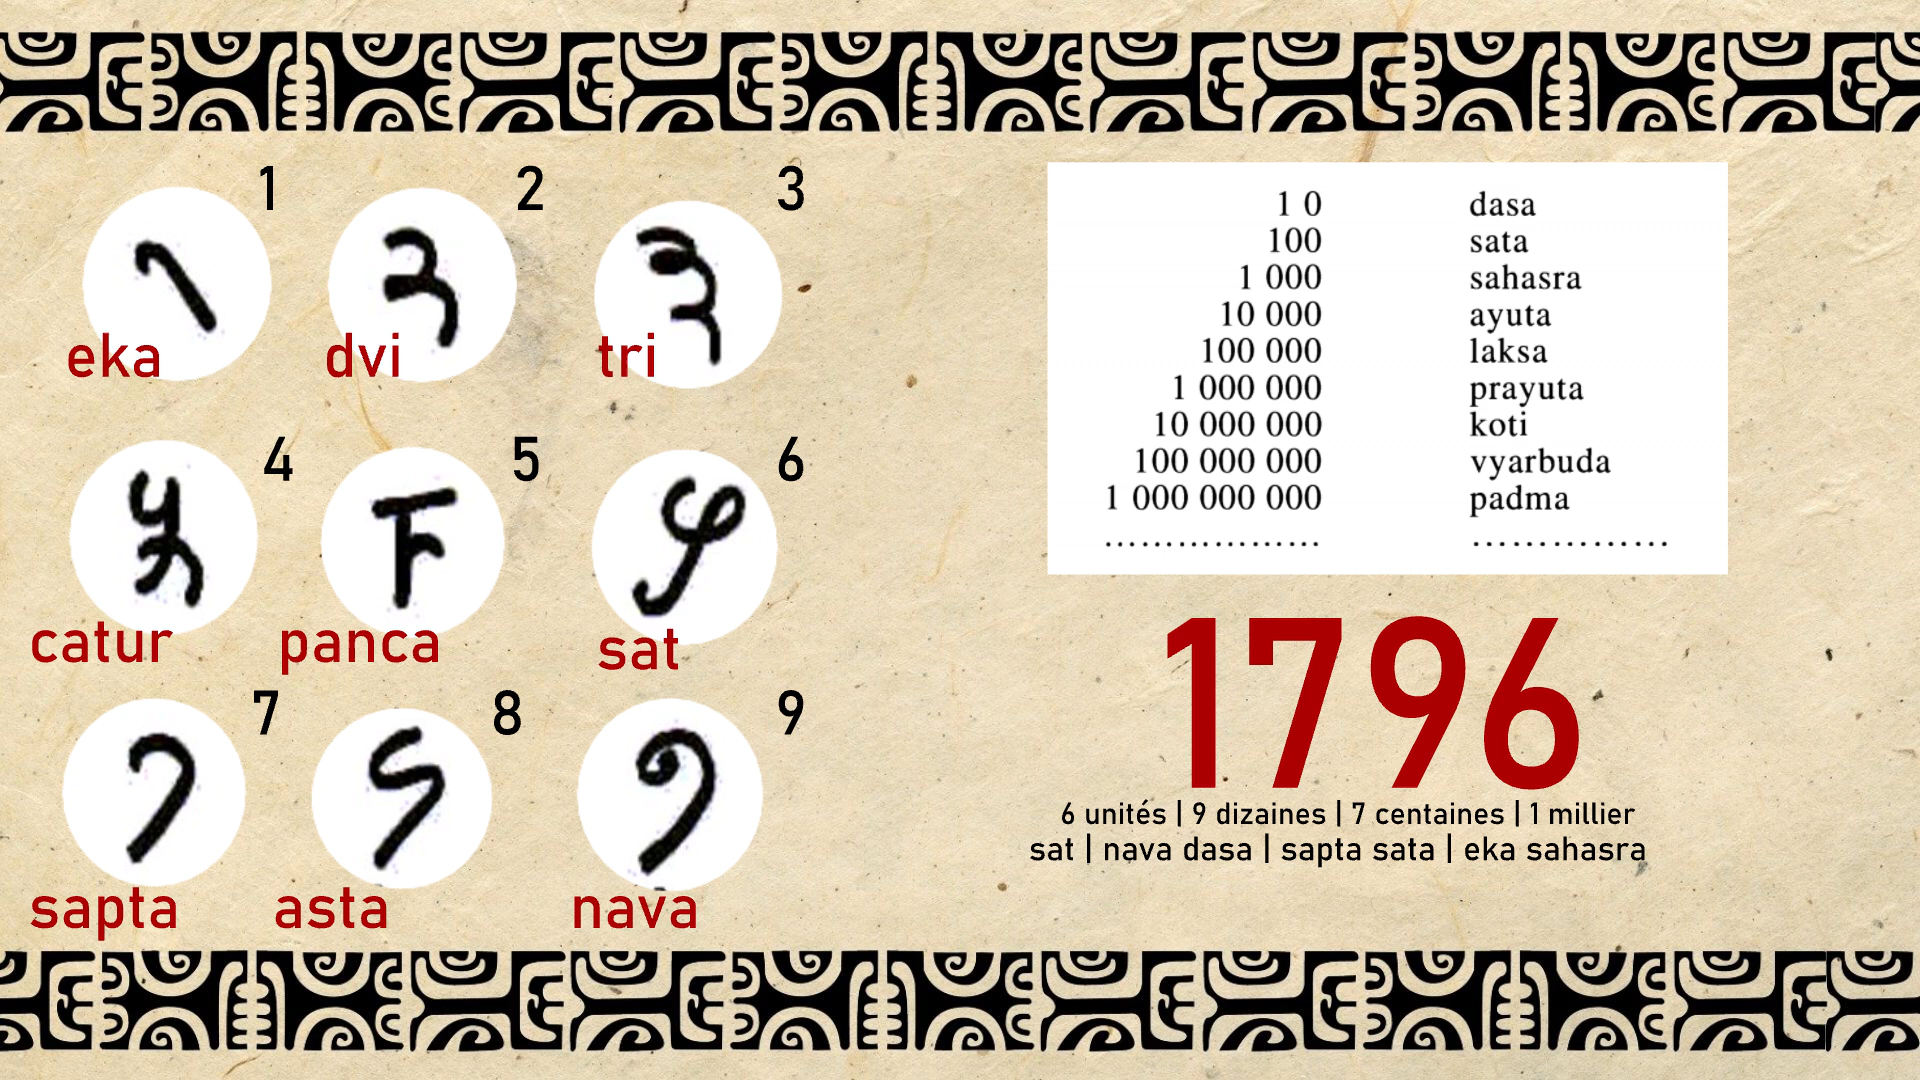 1 2 3
eka dvi tri
4 5 6
catur panca sat
7 8 9
sapta asta nava
1 0 dasa
100 sata
1 000 sahasra
10 000 ayuta
100 000 laksa
1 000 000 prayuta
10 000 000 koti
100 000 000 vyarbuda
1 000 000 000 padma
.................. ................
1796
6 unités | 9 dizaines | 7 centaines | 1 millier
sat | nava dasa | sapta sata | eka sahasra